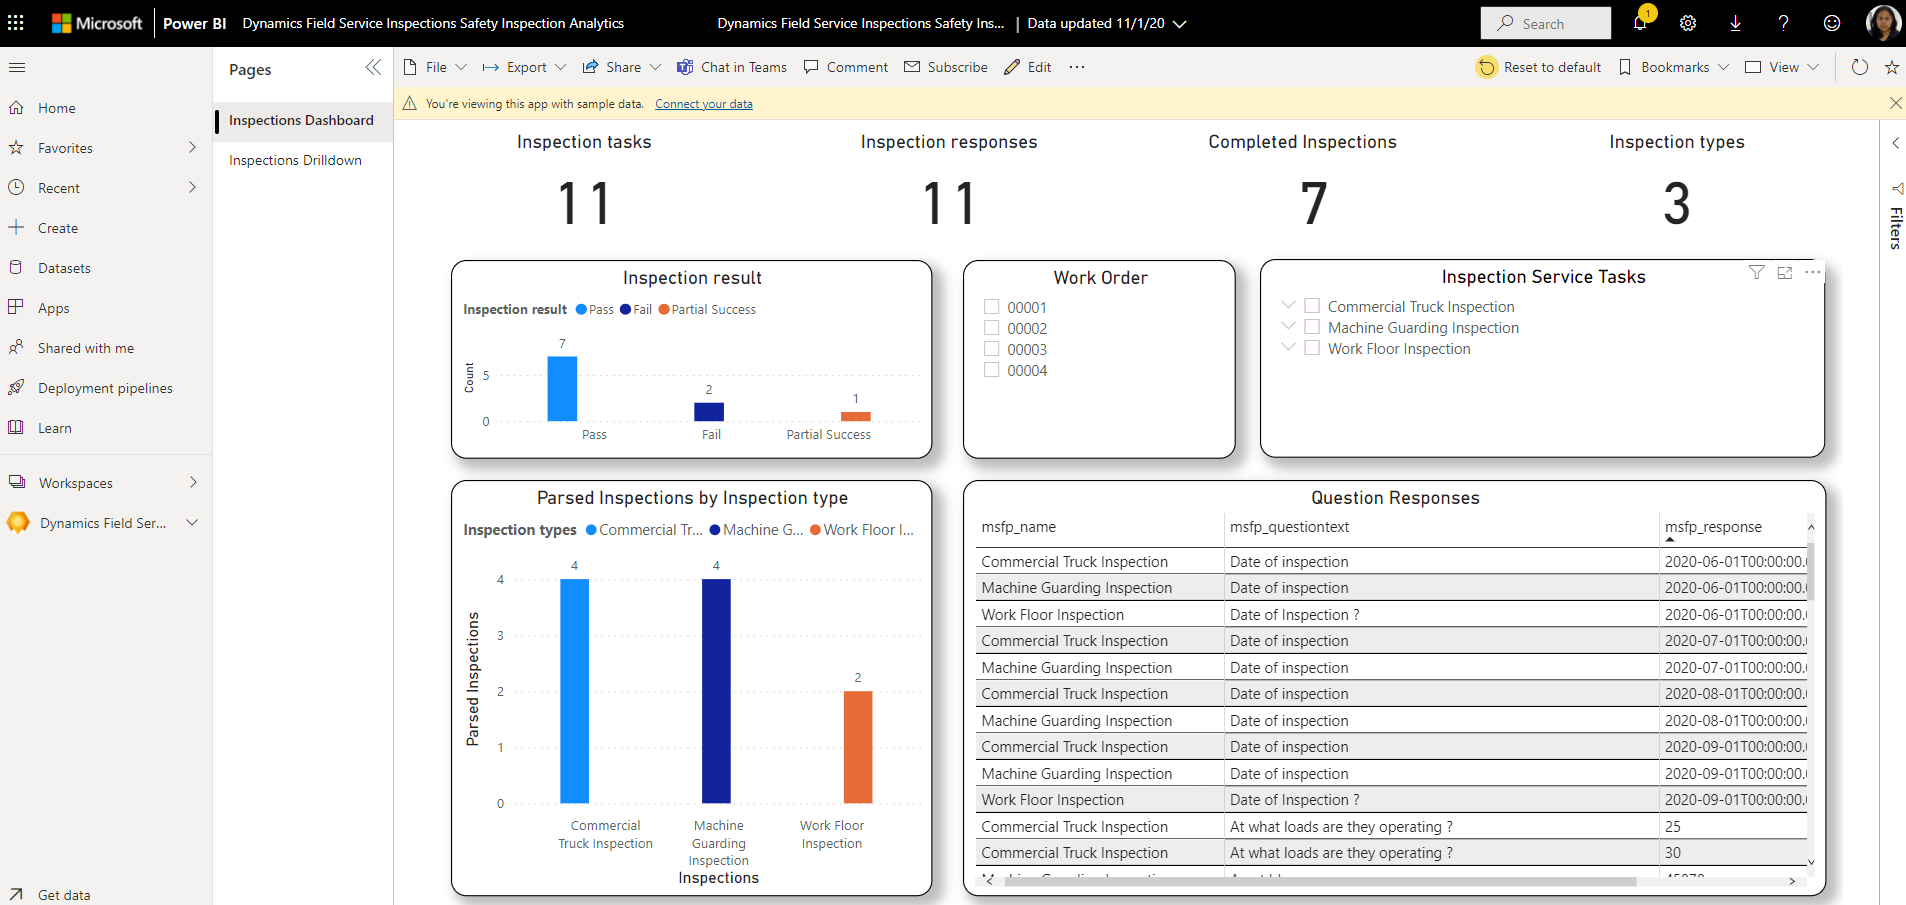 Microsoft Power BI Dynamics Field Service Inspections Safety Inspection Analytics Dynamics Field Service Inspections Safety Ins... | Data updated 11/1/20 Search 1
Home
Favorites
Recent
Create
Datasets
Apps
Shared with me
Deployment pipelines
Learn
Workspaces
Dynamics Field Ser...
Get data
Pages
Inspections Dashboard
Inspections Drilldown
File Export Share Chat in Teams Comment Subscribe Edit ... Reset to default Bookmarks View
You're viewing this app with sample data. Connect your data
Inspection tasks Inspection responses Completed Inspections Inspection types
11 11 7 3
Filters
Inspection result
Inspection result Pass Fail Partial Success
7
2
1
Count
5
0
Pass Fail Partial Success
Work Order
00001
00002
00003
00004
Inspection Service Tasks
Commercial Truck Inspection
Machine Guarding Inspection
Work Floor Inspection
Parsed Inspections by Inspection type
Inspection types Commercial Tr... Machine G... Work Floor I...
4 4
2
Parsed Inspections
4
3
2
1
0
Commercial Truck Inspection
Machine Guarding Inspection
Work Floor Inspection
Inspections
Question Responses
msfp_name msfp_questiontext msfp_response
Commercial Truck Inspection Date of inspection 2020-06-01T00:00:00.
Machine Guarding Inspection Date of inspection 2020-06-01T00:00:00.
Work Floor Inspection Date of Inspection ? 2020-06-01T00:00:00.
Commercial Truck Inspection Date of inspection 2020-07-01T00:00:00.
Machine Guarding Inspection Date of inspection 2020-07-01T00:00:00.
Commercial Truck Inspection Date of inspection 2020-08-01T00:00:00.
Machine Guarding Inspection Date of inspection 2020-08-01T00:00:00.
Commercial Truck Inspection Date of inspection 2020-09-01T00:00:00.
Machine Guarding Inspection Date of inspection 2020-09-01T00:00:00.
Work Floor Inspection Date of Inspection ? 2020-09-01T00:00:00.
Commercial Truck Inspection At what loads are they operating ? 25
Commercial Truck Inspection At what loads are they operating ? 30